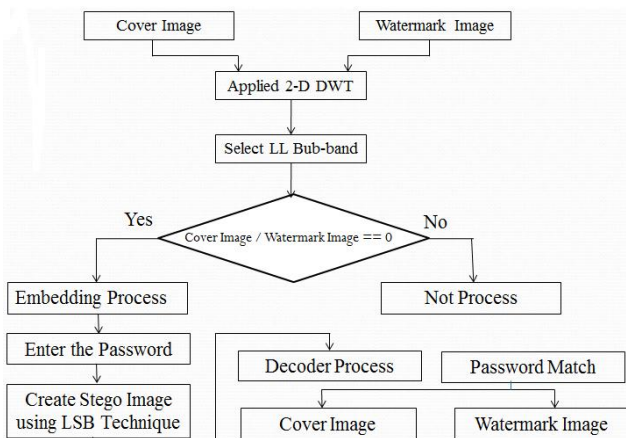 Cover Image
Watermark Image
Applied 2-D DWT
Select LL Bub-band
Yes
No
Cover Image / Watermark Image == 0
Embedding Process
Not Process
Enter the Password
Decoder Process
Password Match
Create Stego Image
using LSB Technique
Cover Image
Watermark Image